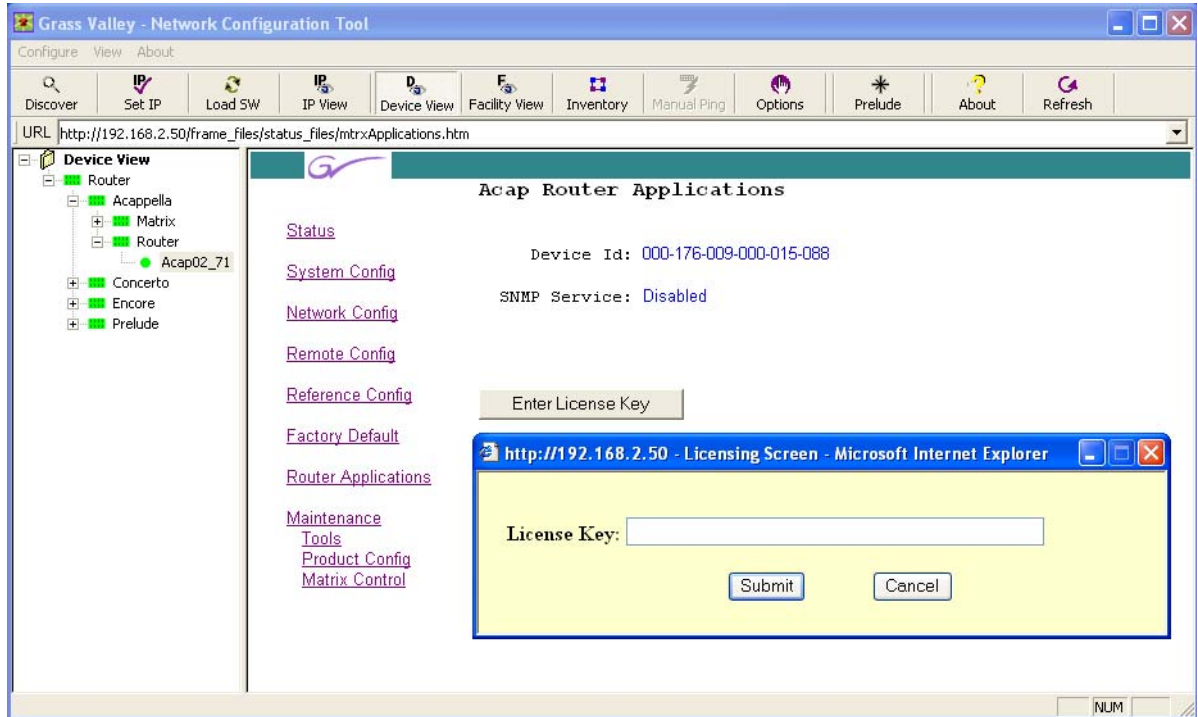 Grass Valley - Network Configuration Tool
Configure View About
Discover Set IP Load SW IP View Device View Facility View Inventory Manual Ping Options Prelude About Refresh
URL http://192.168.2.50/frame_files/status_files/mtrxApplications.htm
Device View
Router
Acappella
Matrix
Router
Acap02_71
Concerto
Encore
Prelude
Acap Router Applications
Status
System Config
Network Config
Remote Config
Reference Config
Factory Default
Router Applications
Maintenance
Tools
Product Config
Matrix Control
Device Id: 000-176-009-000-015-088
SNMP Service: Disabled
Enter License Key
http://192.168.2.50 - Licensing Screen - Microsoft Internet Explorer
License Key:
Submit Cancel
NUM